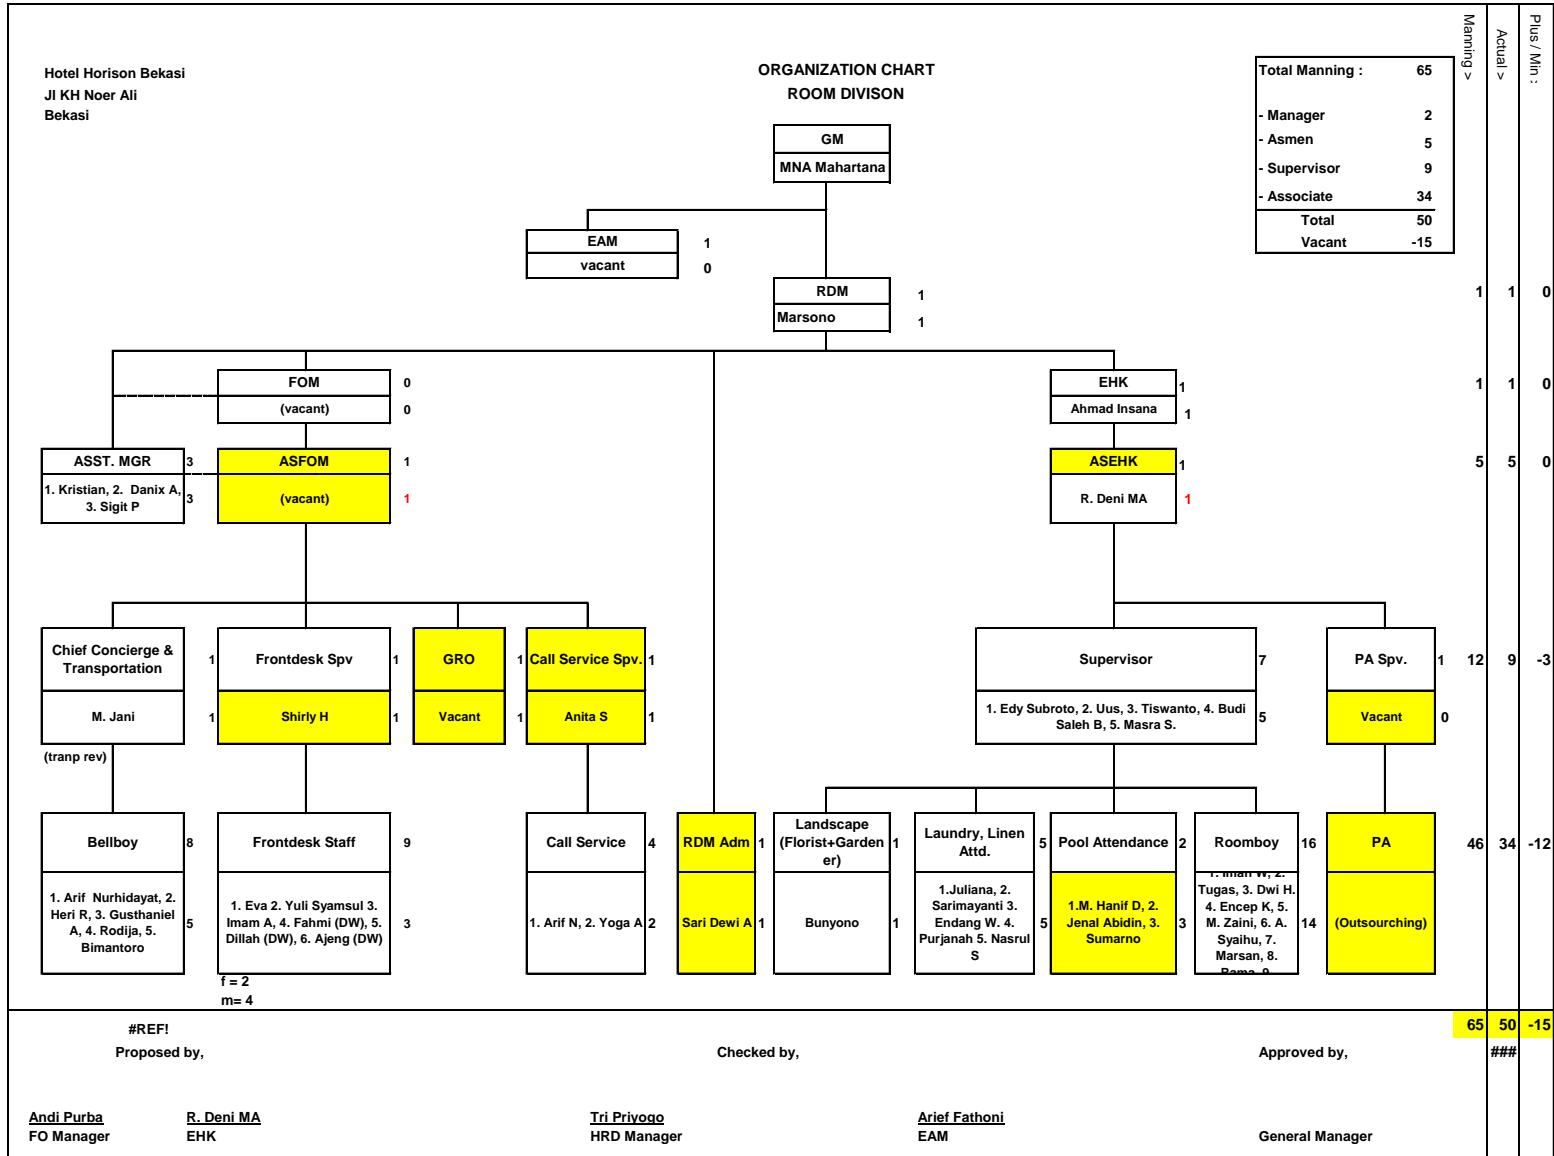 Manning >
Actual >
Plus / Min :
Hotel Horison Bekasi
Jl KH Noer Ali
Bekasi
ORGANIZATION CHART
ROOM DIVISON
Total Manning : 65
- Manager 2
- Asmen 5
- Supervisor 9
- Associate 34
Total 50
Vacant -15
GM
MNA Mahartana
EAM 1
vacant 0
RDM 1
Marsono 1
1 1 0
FOM 0
(vacant) 0
EHK 1
Ahmad Insana 1
1 1 0
ASST. MGR 3
1. Kristian, 2. Danix A,
3. Sigit P
3
ASFOM 1
(vacant) 1
ASEHK 1
R. Deni MA 1
5 5 0
Chief Concierge &
Transportation
1
M. Jani 1
(tranp rev)
Frontdesk Spv 1
Shirly H 1
GRO 1
Vacant 1
Call Service Spv. 1
Anita S 1
Supervisor 7
1. Edy Subroto, 2. Uus, 3. Tiswanto, 4. Budi
Saleh B, 5. Masra S.
5
PA Spv. 1
Vacant 0
12 9 -3
Bellboy 8
1. Arif Nurhidayat, 2.
Heri R, 3. Gusthaniel
A, 4. Rodija, 5.
Bimantoro
5
Frontdesk Staff 9
1. Eva 2. Yuli Syamsul 3.
Imam A, 4. Fahmi (DW), 5.
Dillah (DW), 6. Ajeng (DW)
3
f = 2
m= 4
Call Service 4
1. Arif N, 2. Yoga A 2
RDM Adm 1
Sari Dewi A 1
Landscape
(Florist+Garden
er)
1
Bunyono 1
Laundry, Linen
Attd.
5
1.Juliana, 2.
Sarimayanti 3.
Endang W. 4.
Purjanah 5. Nasrul
S
5
Pool Attendance 2
1.M. Hanif D, 2.
Jenal Abidin, 3.
Sumarno
3
Roomboy 16
1. Iman W, 2.
Tugas, 3. Dwi H.
4. Encep K, 5.
M. Zaini, 6. A.
Syaihu, 7.
Marsan, 8.
Rama, 9.
14
PA
(Outsourching)
46 34 -12
65 50 -15
###
#REF!
Proposed by,
Checked by,
Approved by,
Andi Purba
FO Manager
R. Deni MA
EHK
Tri Priyogo
HRD Manager
Arief Fathoni
EAM
General Manager